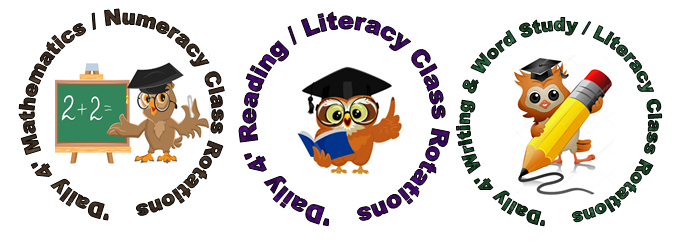 'Daily 4' Mathematics / Numeracy Class Rotations
2+2=
'Daily 4' Reading / Literacy Class Rotations
'Daily 4' Writing & Word Study / Literacy Class Rotations